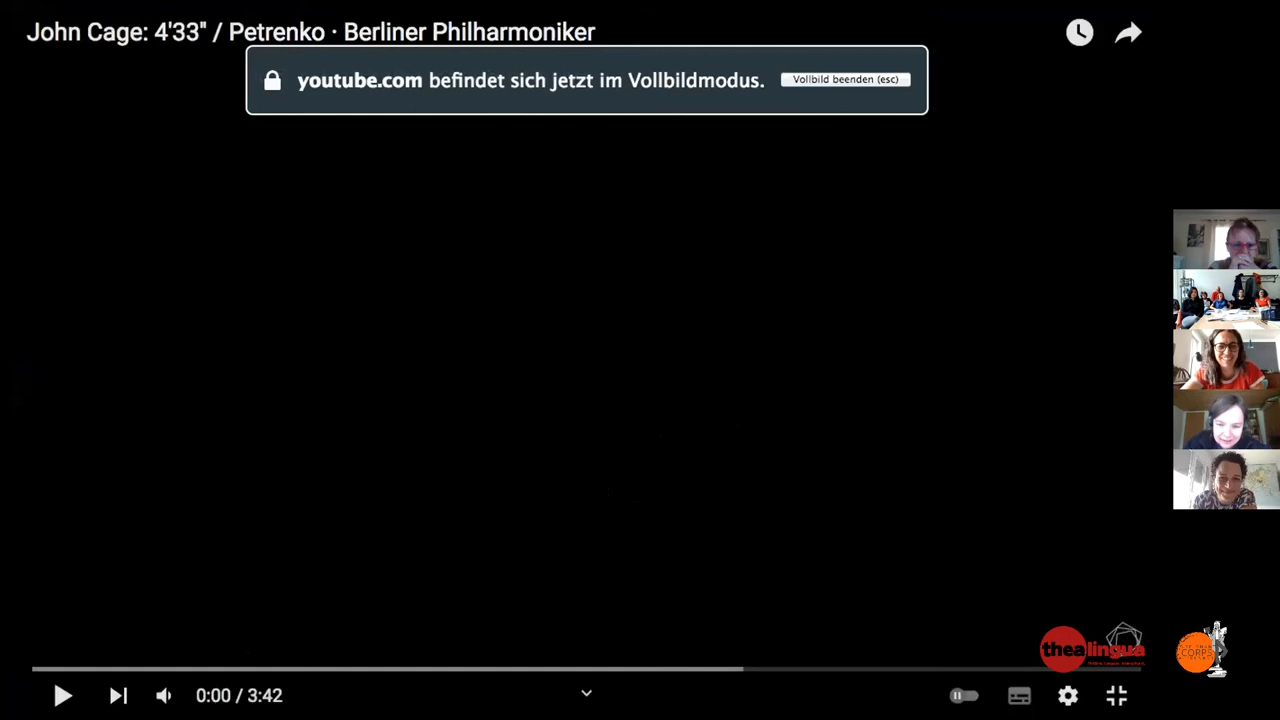 John Cage: 4'33" / Petrenko · Berliner Philharmoniker
youtube.com befindet sich jetzt im Vollbildmodus.
Vollbild beenden (esc)
thealingua
CORPS
0:00 / 3:42